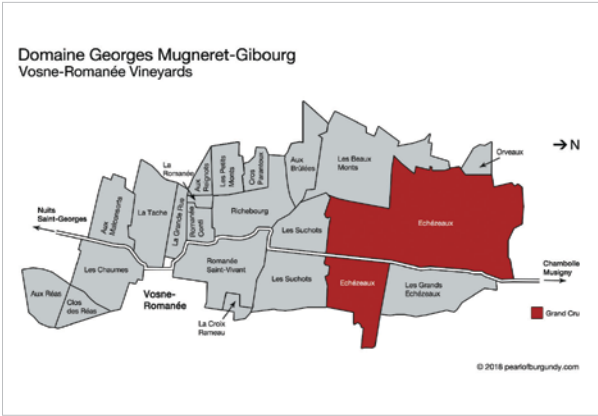 Domaine Georges Mugneret-Gibourg
Vosne-Romanée Vineyards
N
Orveaux
La
Romanée
Aux
Reignots
Les Petits
Monts
Cros
Parantoux
Aux
Brûlées
Les Beaux
Monts
Nuits
Saint-Georges
Aux
Malconsorts
La Tache
La Grande Rue
Romanée
Conti
Richebourg
Les Suchots
Echézeaux
Les Chaumes
Romanée
Saint-Vivant
Les Suchots
Echézeaux
Les Grands
Echézeaux
Chambolle
Musigny
Aux Réas
Clos
des Réas
Vosne-
Romanée
La Croix
Rameau
Grand Cru
© 2018 pearlofburgundy.com